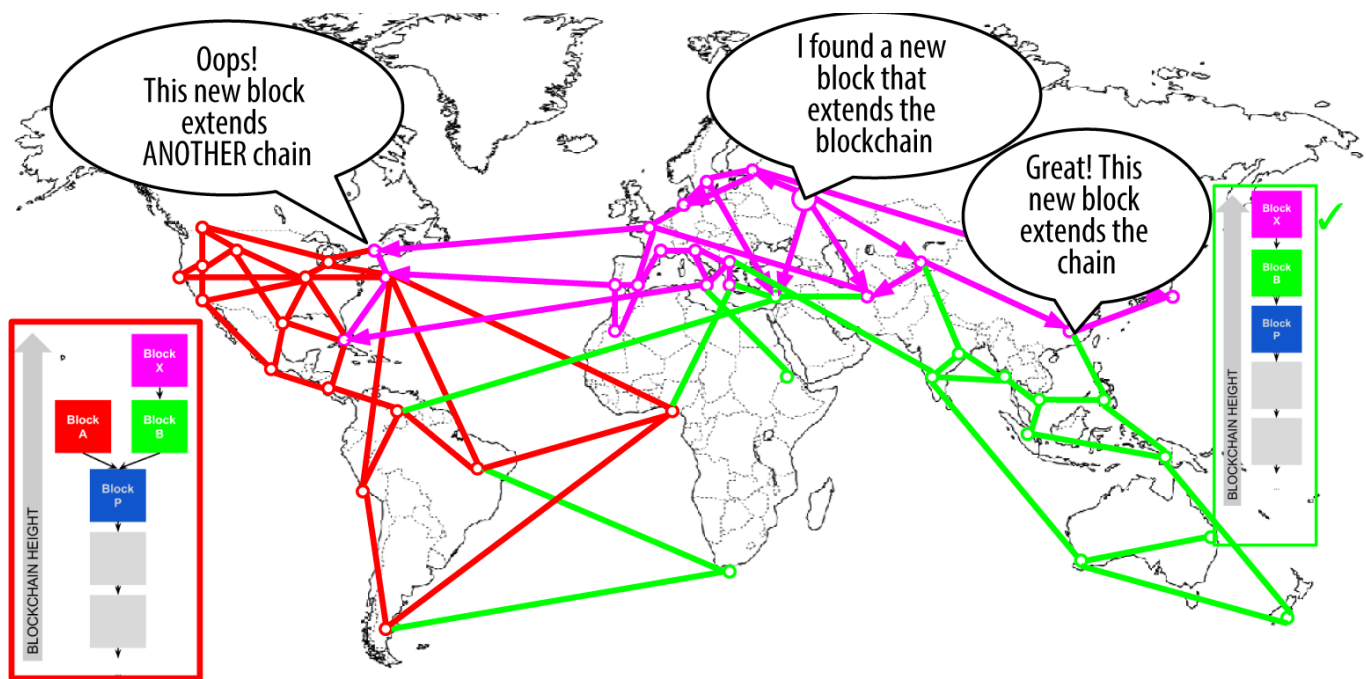 Oops!
This new block
extends
ANOTHER chain
I found a new
block that
extends the
blockchain
Great! This
new block
extends the
chain
BLOCKCHAIN HEIGHT
Block
X
Block
A
Block
B
Block
P
...
BLOCKCHAIN HEIGHT
Block
X
Block
B
Block
P
...